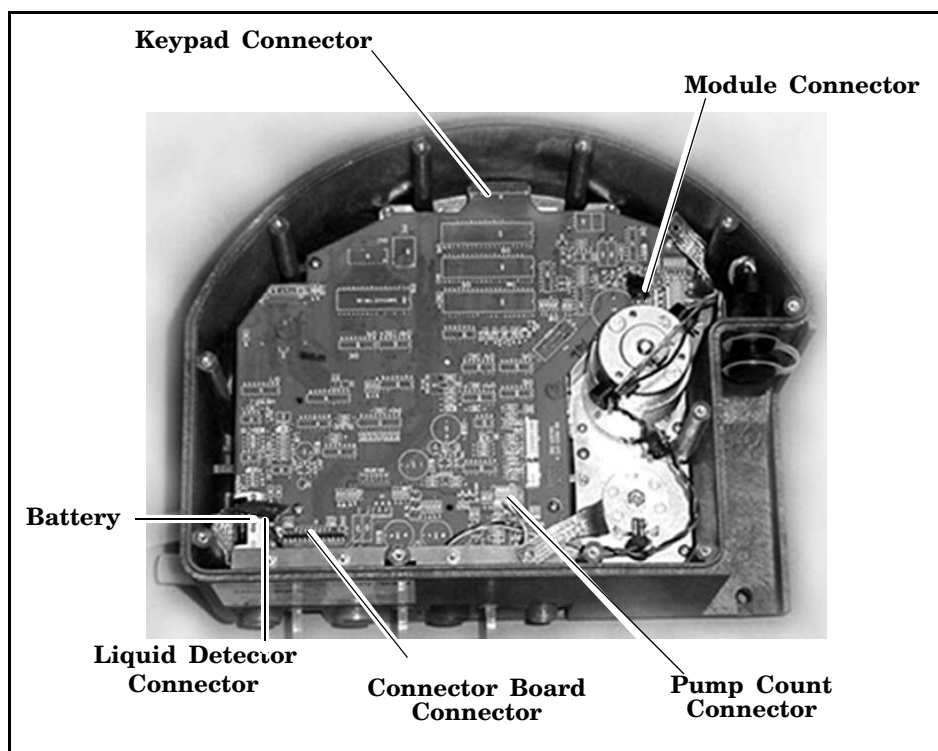 Keypad Connector
Module Connector
Battery
Liquid Detector
Connector
Connector Board
Connector
Pump Count
Connector